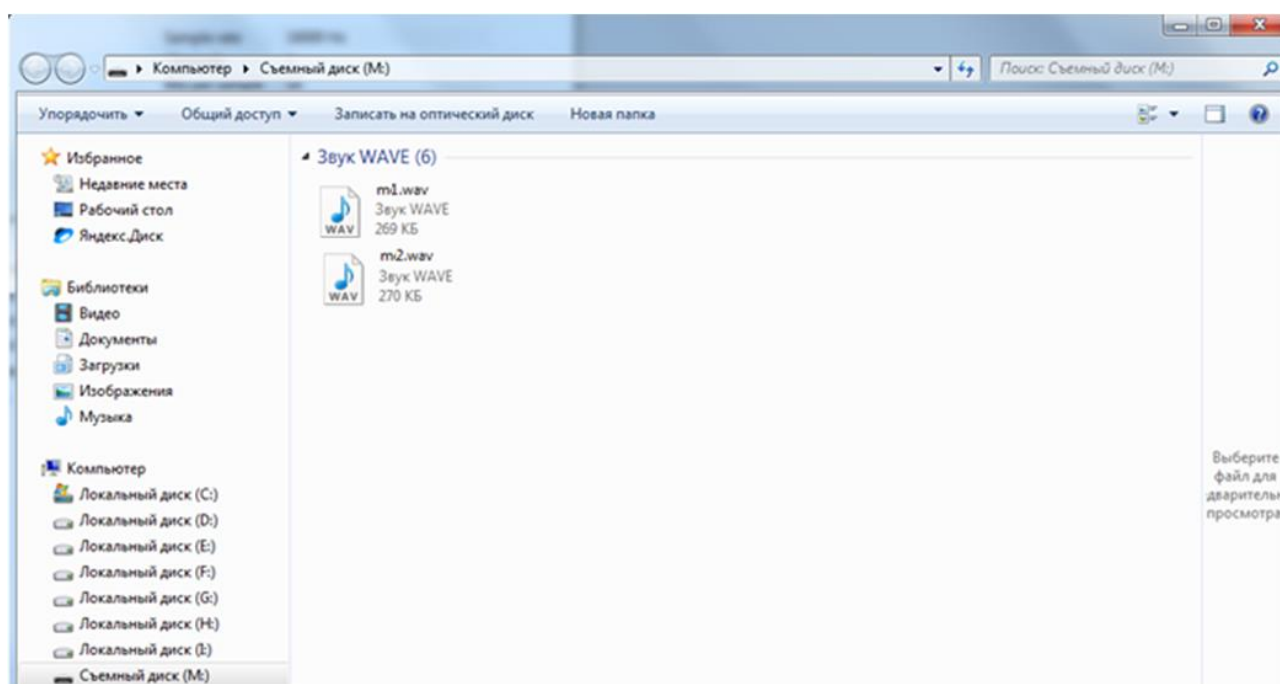 Компьютер ▸ Съемный диск (M:)
Поиск: Съемный диск (M:)
Упорядочить Общий доступ Записать на оптический диск Новая папка
Избранное
Недавние места
Рабочий стол
Яндекс.Диск
Библиотеки
Видео
Документы
Загрузки
Изображения
Музыка
Компьютер
Локальный диск (C:)
Локальный диск (D:)
Локальный диск (E:)
Локальный диск (F:)
Локальный диск (G:)
Локальный диск (H:)
Локальный диск (I:)
Съемный диск (M:)
Звук WAVE (6)
m1.wav
Звук WAVE
269 КБ
WAV
m2.wav
Звук WAVE
270 КБ
WAV
Выберите
файл для
дварительн
просмотра